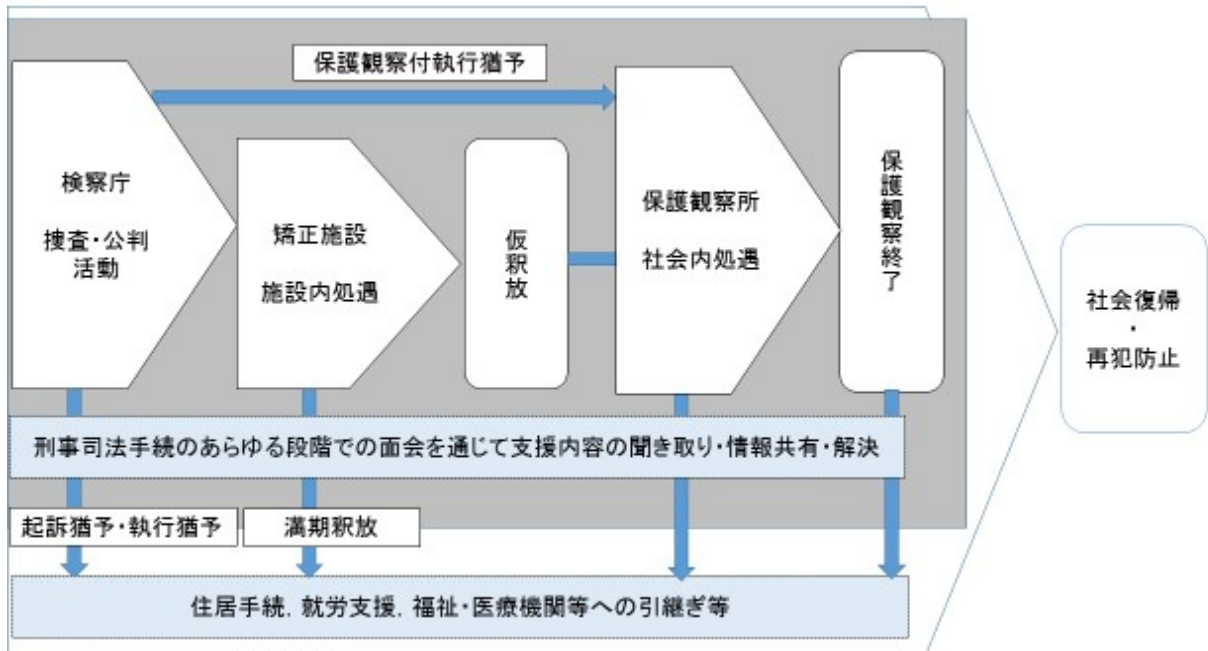 保護観察付執行猶予
検察庁
捜査・公判
活動
矯正施設
施設内処遇
仮釈放
保護観察所
社会内処遇
保護観察終了
社会復帰
・
再犯防止
刑事司法手続のあらゆる段階での面会を通じて支援内容の聞き取り・情報共有・解決
起訴猶予・執行猶予
満期釈放
住居手続，就労支援，福祉・医療機関等への引継ぎ等